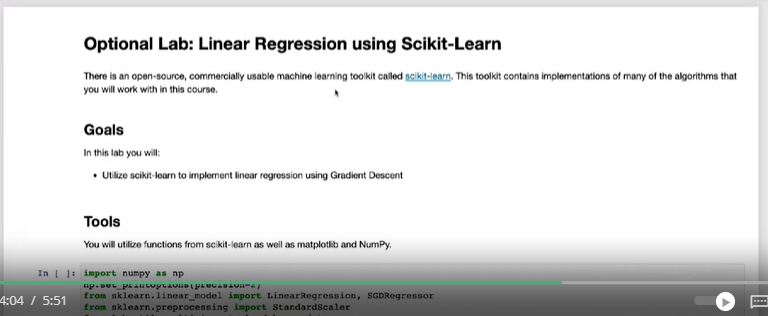 Optional Lab: Linear Regression using Scikit-Learn
There is an open-source, commercially usable machine learning toolkit called scikit-learn. This toolkit contains implementations of many of the algorithms that
you will work with in this course.
Goals
In this lab you will:
• Utilize scikit-learn to implement linear regression using Gradient Descent
Tools
You will utilize functions from scikit-learn as well as matplotlib and NumPy.
In [ ]: import numpy as np
np.set_printoptions(precision=2)
from sklearn.linear_model import LinearRegression, SGDRegressor
from sklearn.preprocessing import StandardScaler
4:04 / 5:51